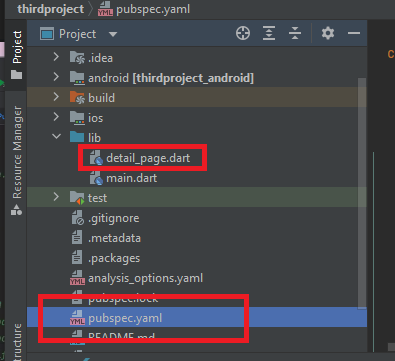 thirdproject
pubspec.yaml
Project
Project
.idea
android [thirdproject_android]
build
ios
lib
detail_page.dart
main.dart
test
.gitignore
.metadata
.packages
analysis_options.yaml
pubspec.lock
pubspec.yaml
README.md
Resource Manager
Structure